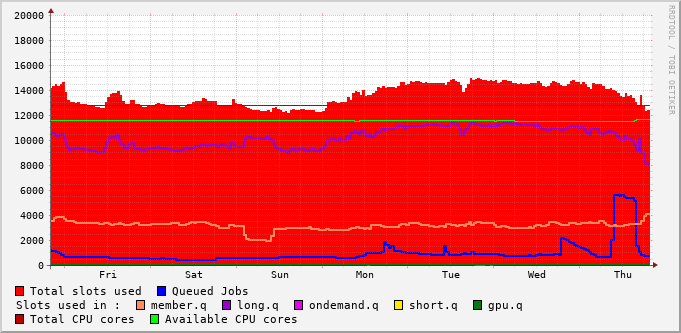 20000
18000
16000
14000
12000
10000
8000
6000
4000
2000
0
Fri Sat Sun Mon Tue Wed Thu
RRDTOOL / TOBI OETIKER
Total slots used Queued Jobs
Slots used in : member.q long.q ondemand.q short.q gpu.q
Total CPU cores Available CPU cores